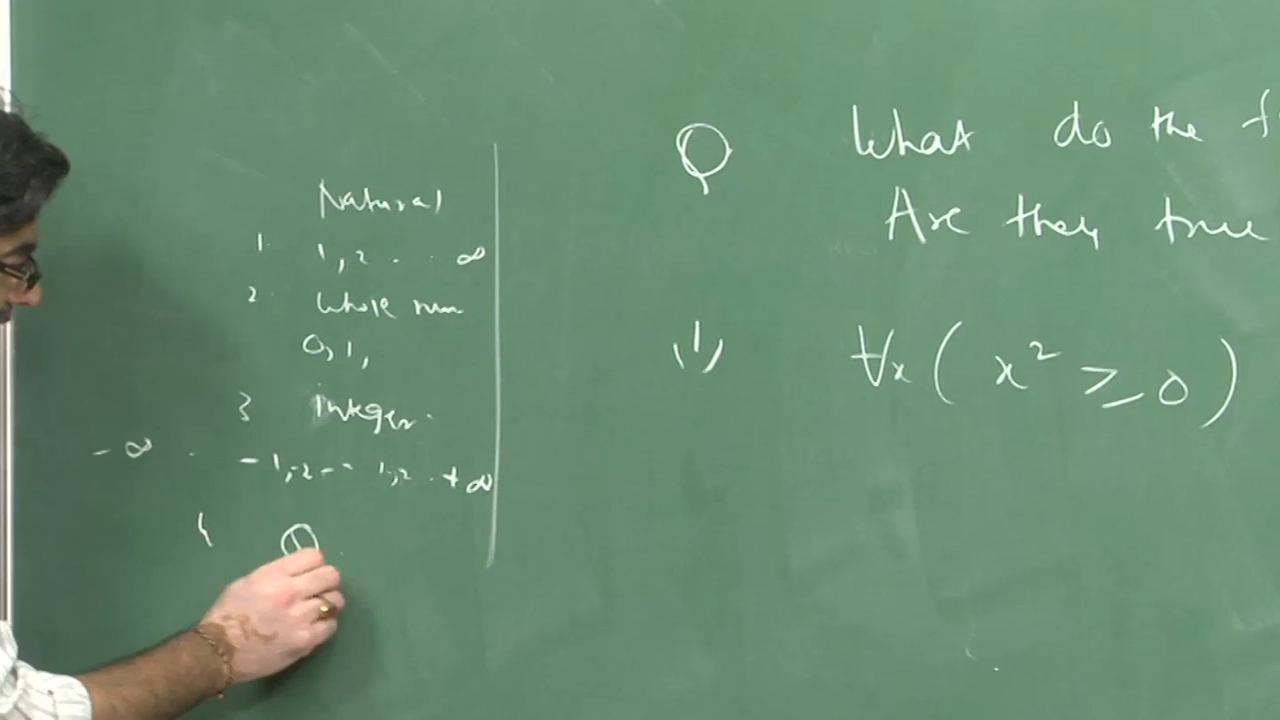 Natural
1. 1, 2 . . . ∞
2. Whole num
0, 1,
3 Integer.
- ∞ . -1, -2 - - 1, 2 . . + ∞
4 Q
Q What do the f
Are they true
(1) ∀x ( x² ≥ 0 )